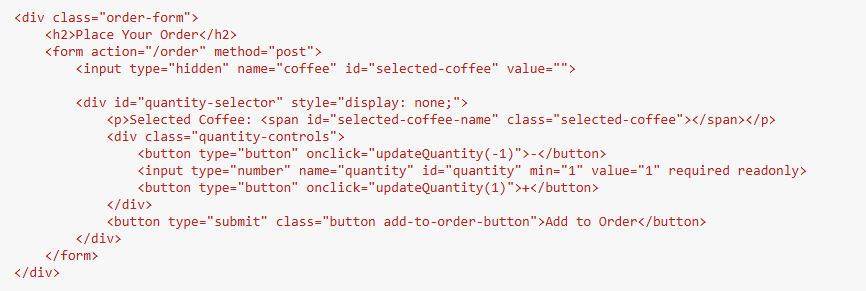 <div class="order-form">
    <h2>Place Your Order</h2>
    <form action="/order" method="post">
        <input type="hidden" name="coffee" id="selected-coffee" value="">

        <div id="quantity-selector" style="display: none;">
            <p>Selected Coffee: <span id="selected-coffee-name" class="selected-coffee"></span></p>
            <div class="quantity-controls">
                <button type="button" onclick="updateQuantity(-1)">-</button>
                <input type="number" name="quantity" id="quantity" min="1" value="1" required readonly>
                <button type="button" onclick="updateQuantity(1)">+</button>
            </div>
            <button type="submit" class="button add-to-order-button">Add to Order</button>
        </div>
    </form>
</div>